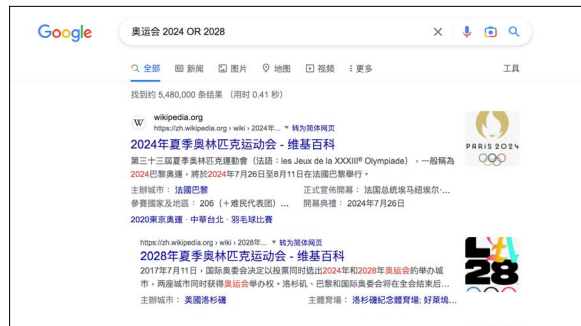 Google
奥运会 2024 OR 2028
全部 新闻 图片 地图 视频 更多 工具
找到约 5,480,000 条结果 （用时 0.41 秒）
W wikipedia.org
https://zh.wikipedia.org › wiki › 2024年... ▼ 转为简体网页
2024年夏季奥林匹克运动会 - 维基百科
第三十三屆夏季奧林匹克運動會（法語：les Jeux de la XXXIIIᵉ Olympiade），一般稱為
2024巴黎奧運，將於2024年7月26日至8月11日在法國巴黎舉行。
主辦城市： 法國巴黎
正式宣佈開幕： 法国总统埃马纽埃尔·...
參賽國家及地區： 206（＋难民代表团）...
開幕典禮： 2024年7月26日
2020東京奧運 · 中華台北 · 羽毛球比賽
PARIS 2024
https://zh.wikipedia.org › wiki › 2028年... ▼ 转为简体网页
2028年夏季奥林匹克运动会 - 维基百科
2017年7月11日，国际奥委会决定以投票同时选出2024年和2028年奥运会的举办城
市，两座城市同时获得奥运会举办权。洛杉矶、巴黎和国际奥委会将在全会结束后...
主辦城市： 美國洛杉磯
主體育場： 洛杉磯紀念體育場; 好萊塢...
LA
28